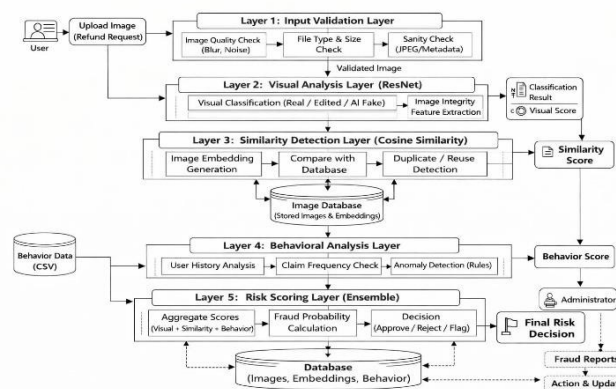 Layer 1: Input Validation Layer
Upload Image
(Refund Request)
User
Image Quality Check
(Blur, Noise)
File Type & Size
Check
Sanity Check
(JPEG/Metadata)
Validated Image
Layer 2: Visual Analysis Layer (ResNet)
Visual Classification (Real / Edited / AI Fake)
Image Integrity
Feature Extraction
Classification
Result
Visual Score
Layer 3: Similarity Detection Layer (Cosine Similarity)
Image Embedding
Generation
Compare with
Database
Duplicate / Reuse
Detection
Similarity
Score
Image Database
(Stored Images & Embeddings)
Behavior Data
(CSV)
Layer 4: Behavioral Analysis Layer
User History Analysis
Claim Frequency Check
Anomaly Detection (Rules)
Behavior Score
Administrator
Layer 5: Risk Scoring Layer (Ensemble)
Aggregate Scores
(Visual + Similarity + Behavior)
Fraud Probability
Calculation
Decision
(Approve / Reject / Flag)
Final Risk
Decision
Database
(Images, Embeddings, Behavior)
Fraud Reports
Action & Updat